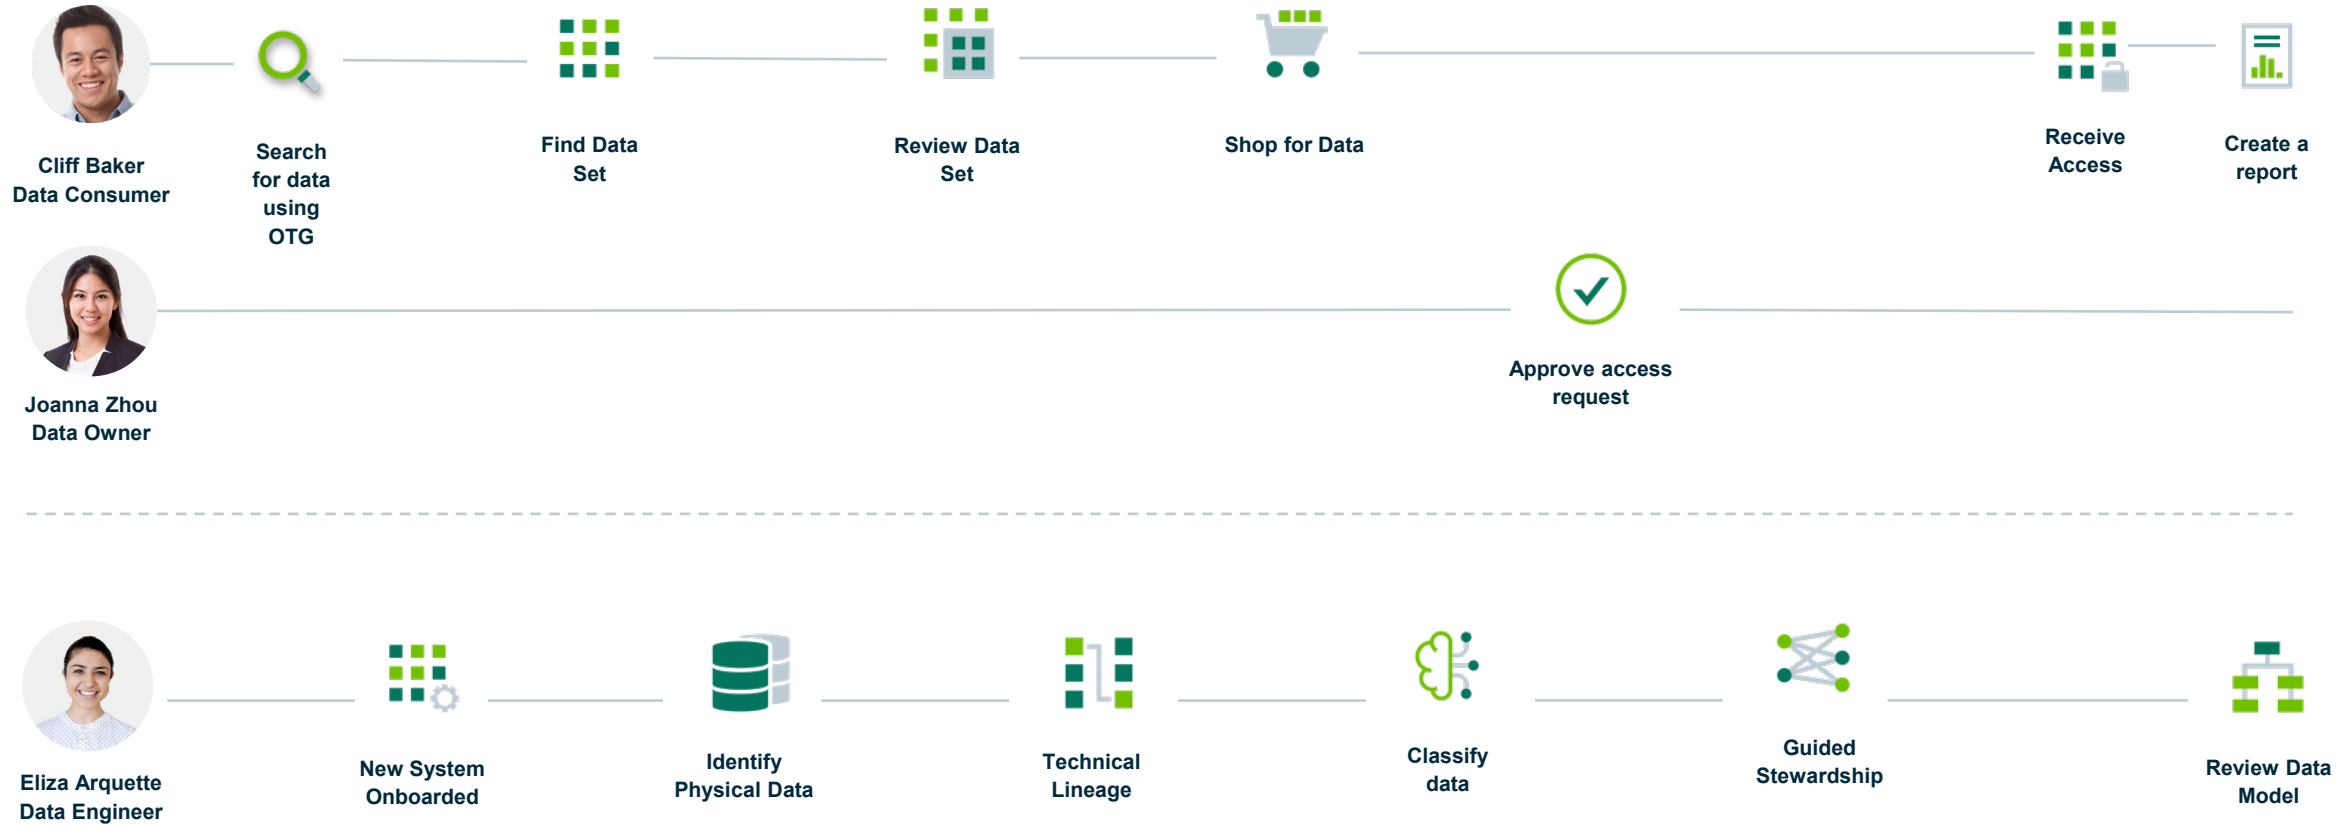 Cliff Baker
Data Consumer
Search
for data
using
OTG
Find Data
Set
Review Data
Set
Shop for Data
Receive
Access
Create a
report
Joanna Zhou
Data Owner
Approve access
request
Eliza Arquette
Data Engineer
New System
Onboarded
Identify
Physical Data
Technical
Lineage
Classify
data
Guided
Stewardship
Review Data
Model